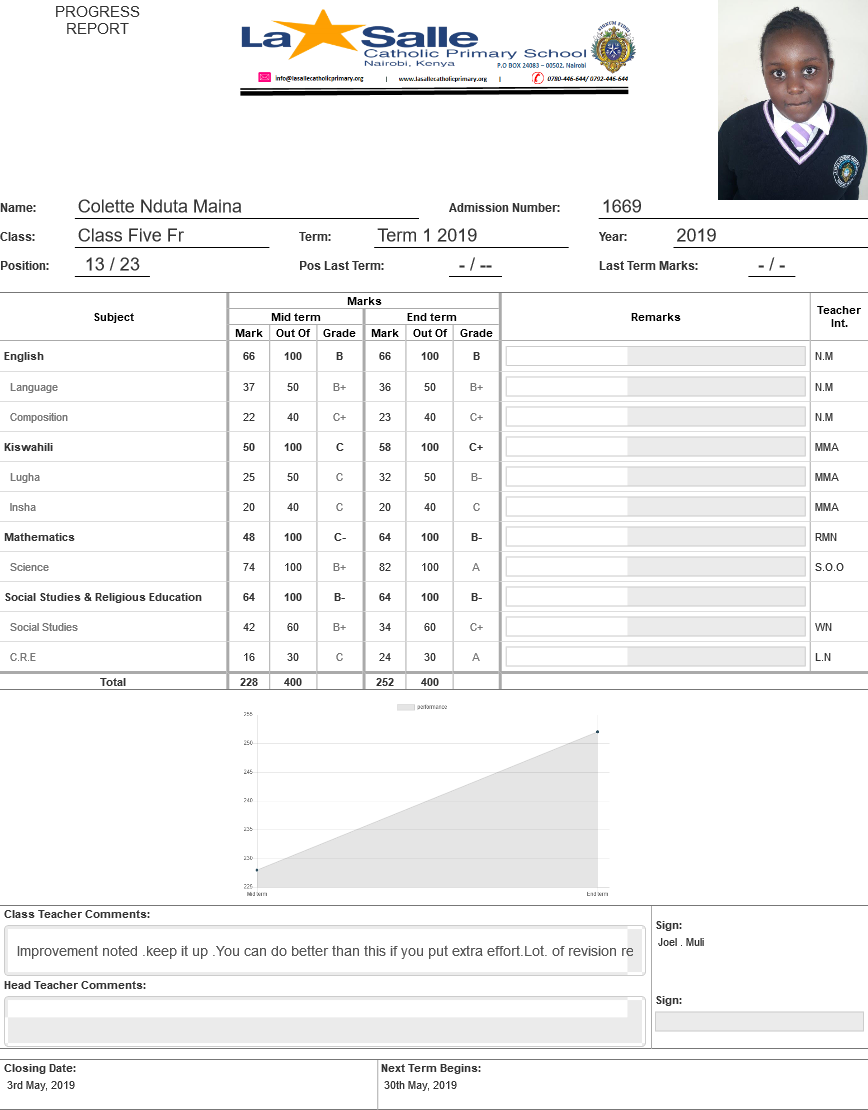 PROGRESS
REPORT
La Salle
Catholic Primary School
Nairobi, Kenya
P.O BOX 24083 – 00502, Nairobi
info@lasallecatholicprimary.org | www.lasallecatholicprimary.org | 0780-446-644/ 0792-446-644
Name: Colette Nduta Maina Admission Number: 1669
Class: Class Five Fr Term: Term 1 2019 Year: 2019
Position: 13 / 23 Pos Last Term: - / -- Last Term Marks: - / -
Subject Marks Remarks Teacher Int.
Mid term End term
Mark Out Of Grade Mark Out Of Grade
English 66 100 B 66 100 B N.M
Language 37 50 B+ 36 50 B+ N.M
Composition 22 40 C+ 23 40 C+ N.M
Kiswahili 50 100 C 58 100 C+ MMA
Lugha 25 50 C 32 50 B- MMA
Insha 20 40 C 20 40 C MMA
Mathematics 48 100 C- 64 100 B- RMN
Science 74 100 B+ 82 100 A S.O.O
Social Studies & Religious Education 64 100 B- 64 100 B-
Social Studies 42 60 B+ 34 60 C+ WN
C.R.E 16 30 C 24 30 A L.N
Total 228 400 252 400
performance
255
250
245
240
235
230
225
Mid term End term
Class Teacher Comments:
Improvement noted .keep it up .You can do better than this if you put extra effort.Lot. of revision re
Sign:
Joel . Muli
Head Teacher Comments:
Sign:
Closing Date: Next Term Begins:
3rd May, 2019 30th May, 2019